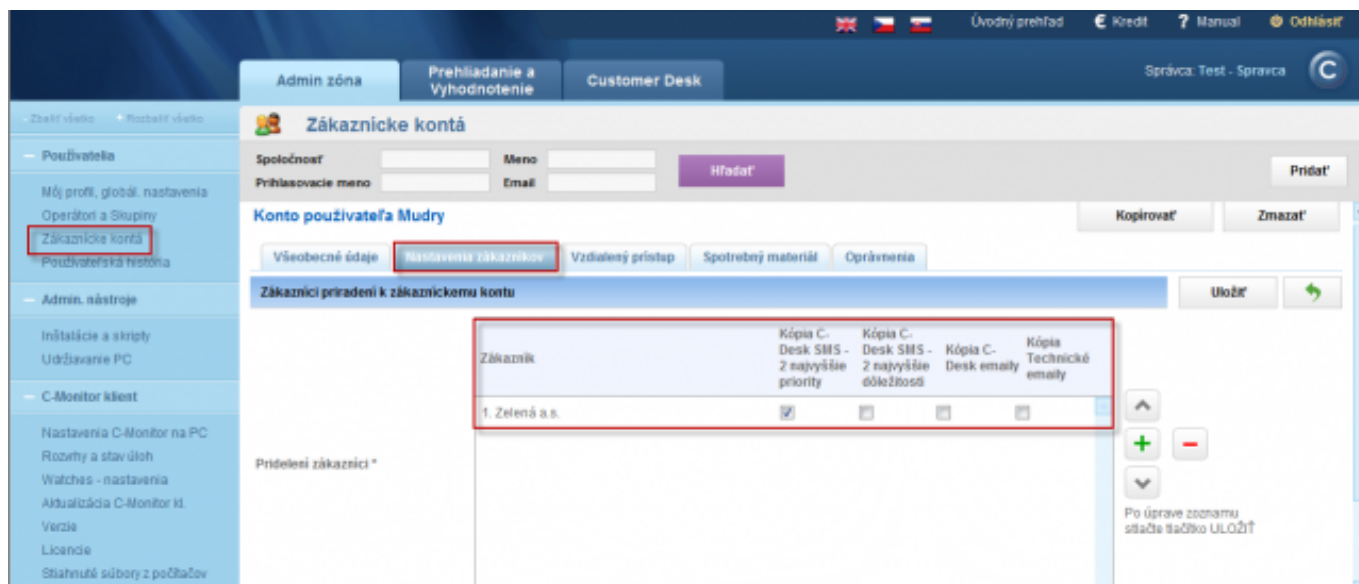 Úvodný prehľad € Kredit ? Manual Odhlásiť
Admin zóna
Prehliadanie a
Vyhodnotenie
Customer Desk
Správca: Test - Spravca
- Zbaliť všetko + Rozbaliť všetko
Zákaznícke kontá
Používatelia
Môj profil, globál. nastavenia
Operátori a Skupiny
Zákaznícke kontá
Používateľská história
Admin. nástroje
Inštalácie a skripty
Udržiavanie PC
C-Monitor klient
Nastavenia C-Monitor na PC
Rozvrhy a stav úloh
Watches - nastavenia
Aktualizácia C-Monitor kl.
Verzie
Licencie
Stiahnuté súbory z počítačov
Spoločnosť
Meno
Prihlasovacie meno
Email
Hľadať
Pridať
Konto používateľa Mudry
Kopírovať
Zmazať
Všeobecné údaje
Nastavenia zákazníkov
Vzdialený prístup
Spotrebný materiál
Oprávnenia
Zákazníci priradení k zákazníckemu kontu
Uložiť
Zákazník
Kópia C-
Desk SMS -
2 najvyššie
priority
Kópia C-
Desk SMS -
2 najvyššie
dôležitosti
Kópia C-
Desk emaily
Kópia
Technické
emaily
1. Zelená a.s.
Pridelení zákazníci *
Po úprave zoznamu
stlačte tlačítko ULOŽIŤ